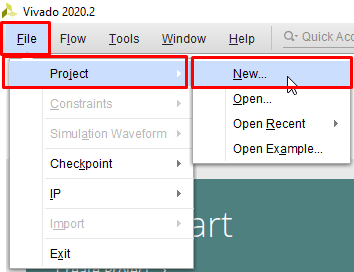 Vivado 2020.2
File Flow Tools Window Help Quick Acc
Project
Constraints
Simulation Waveform
Checkpoint
IP
Import
Exit
New...
Open...
Open Recent
Open Example...
art